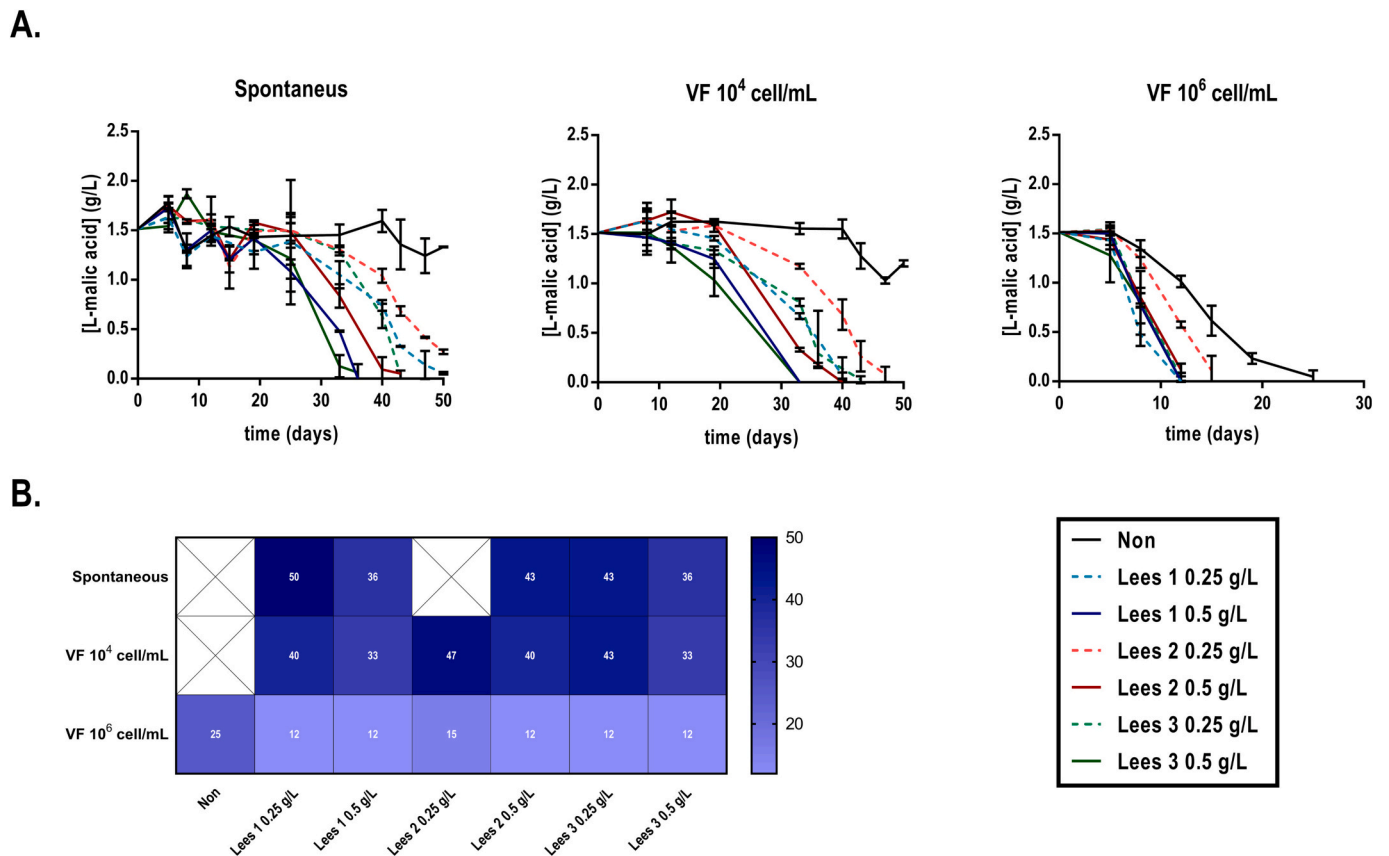 A.
Spontaneus
VF 10⁴ cell/mL
VF 10⁶ cell/mL
[L-malic acid] (g/L)
2.5
2.0
1.5
1.0
0.5
0.0
0 10 20 30 40 50
time (days)
[L-malic acid] (g/L)
2.5
2.0
1.5
1.0
0.5
0.0
0 10 20 30 40 50
time (days)
[L-malic acid] (g/L)
2.5
2.0
1.5
1.0
0.5
0.0
0 10 20 30
time (days)
B.
Spontaneous 50 36 43 43 36
VF 10⁴ cell/mL 40 33 47 40 43 33
VF 10⁶ cell/mL 25 12 12 15 12 12 12
Non
Lees 1 0.25 g/L
Lees 1 0.5 g/L
Lees 2 0.25 g/L
Lees 2 0.5 g/L
Lees 3 0.25 g/L
Lees 3 0.5 g/L
50
40
30
20
Non
Lees 1 0.25 g/L
Lees 1 0.5 g/L
Lees 2 0.25 g/L
Lees 2 0.5 g/L
Lees 3 0.25 g/L
Lees 3 0.5 g/L